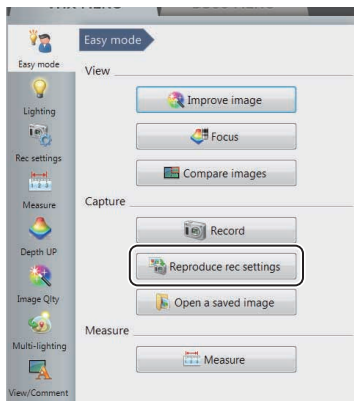 Easy mode
Easy mode
View
Improve image
Lighting
Focus
Rec settings
Compare images
Measure
Capture
Record
Depth UP
Reproduce rec settings
Image Qlty
Open a saved image
Multi-lighting
Measure
Measure
View/Comment